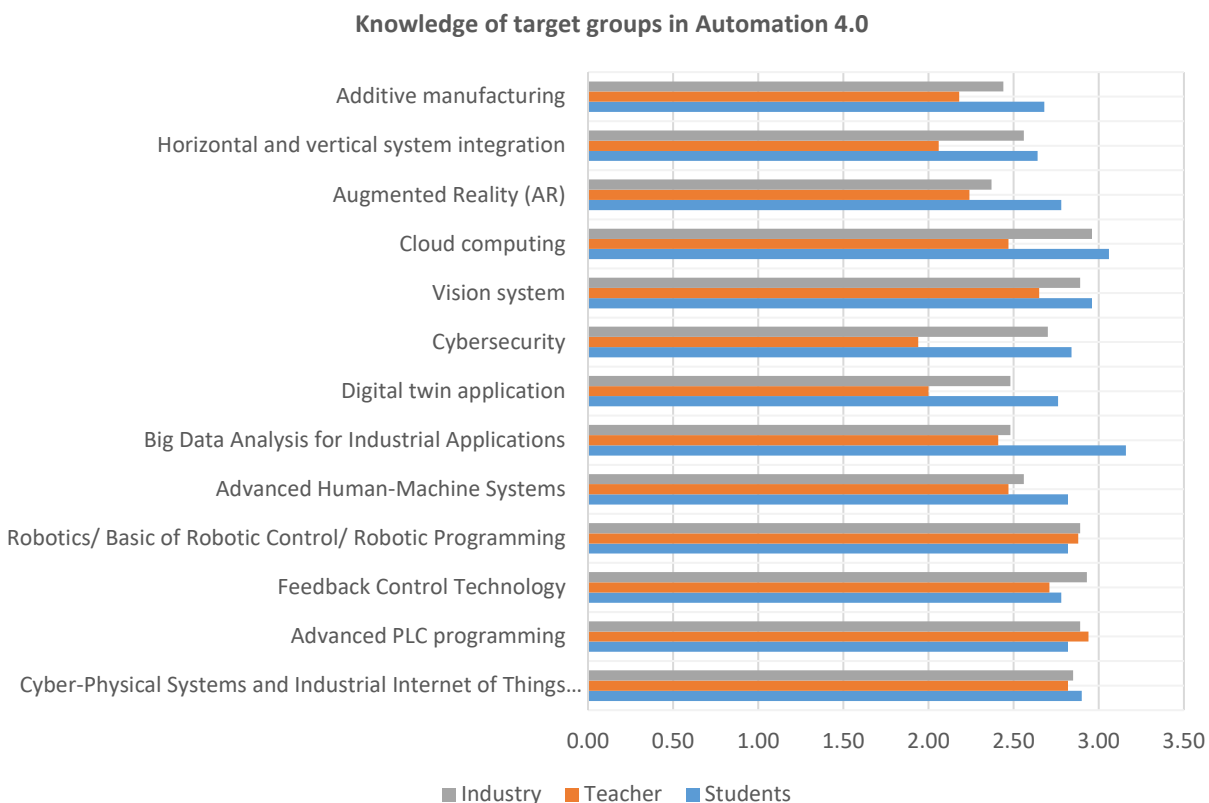 Knowledge of target groups in Automation 4.0
Additive manufacturing
Horizontal and vertical system integration
Augmented Reality (AR)
Cloud computing
Vision system
Cybersecurity
Digital twin application
Big Data Analysis for Industrial Applications
Advanced Human-Machine Systems
Robotics/ Basic of Robotic Control/ Robotic Programming
Feedback Control Technology
Advanced PLC programming
Cyber-Physical Systems and Industrial Internet of Things...
0.00 0.50 1.00 1.50 2.00 2.50 3.00 3.50
Industry Teacher Students